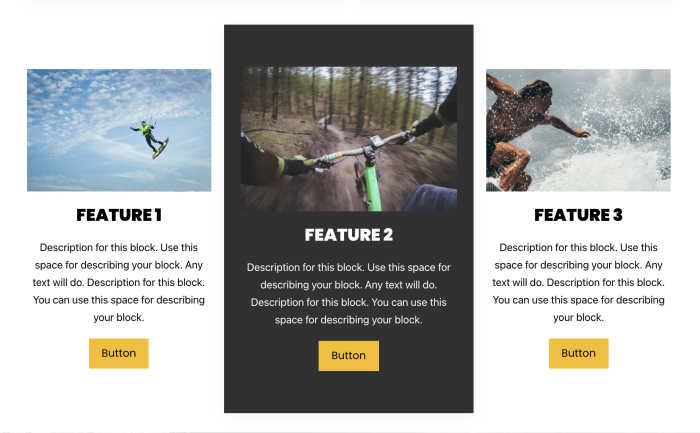 FEATURE 1
Description for this block. Use this
space for describing your block. Any
text will do. Description for this block.
You can use this space for describing
your block.
Button
FEATURE 2
Description for this block. Use this space for
describing your block. Any text will do.
Description for this block. You can use this
space for describing your block.
Button
FEATURE 3
Description for this block. Use this
space for describing your block. Any
text will do. Description for this block.
You can use this space for describing
your block.
Button